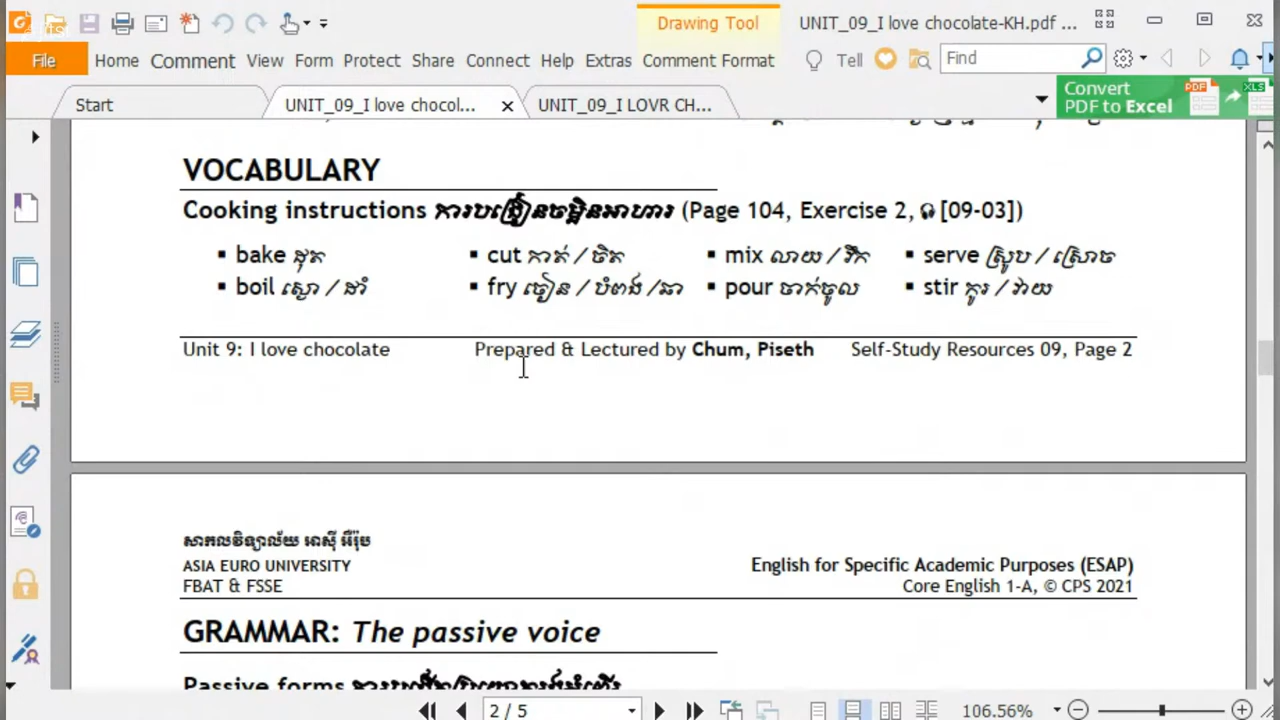 Drawing Tool
UNIT_09_I love chocolate-KH.pdf ...
File Home Comment View Form Protect Share Connect Help Extras Comment Format Tell Find
Start
UNIT_09_I love chocol...
UNIT_09_I LOVR CH...
Convert
PDF to Excel
PDF XLS
VOCABULARY
Cooking instructions ការបង្រៀនចម្អិនអាហារ (Page 104, Exercise 2, [09-03])
▪ bake ដុត ▪ cut កាត់ / ចិត ▪ mix លាយ / ▪ serve ស្រូប / ស្រោច
▪ boil ស្ងោ / ដាំ ▪ fry ចៀន / បំពង់ /ឆា ▪ pour ចាក់ចូល ▪ stir កូរ / វាយ
Unit 9: I love chocolate Prepared & Lectured by Chum, Piseth Self-Study Resources 09, Page 2
សាកលវិទ្យាល័យ អាស៊ី អឺរ៉ុប
ASIA EURO UNIVERSITY English for Specific Academic Purposes (ESAP)
FBAT & FSSE Core English 1-A, © CPS 2021
GRAMMAR: The passive voice
Passive forms
2 / 5
106.56%